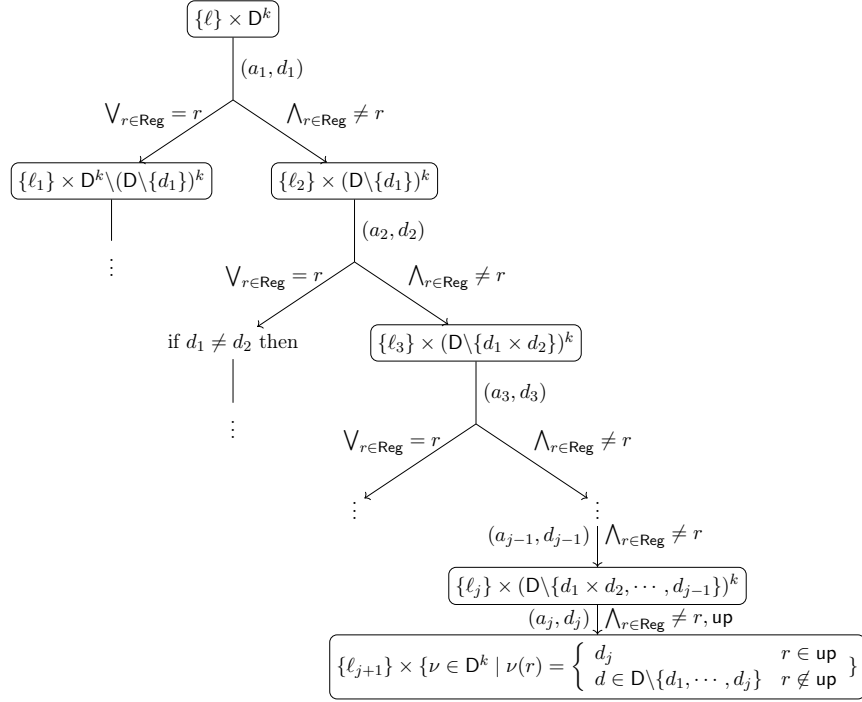 {ℓ} × D^k
(a_1, d_1)
⋁_{r∈Reg} = r
⋀_{r∈Reg} ≠ r
{ℓ_1} × D^k\(D\{d_1})^k
{ℓ_2} × (D\{d_1})^k
(a_2, d_2)
⋮
⋁_{r∈Reg} = r
⋀_{r∈Reg} ≠ r
if d_1 ≠ d_2 then
{ℓ_3} × (D\{d_1 × d_2})^k
(a_3, d_3)
⋮
⋁_{r∈Reg} = r
⋀_{r∈Reg} ≠ r
⋮
⋮
(a_{j−1}, d_{j−1}) ⋀_{r∈Reg} ≠ r
{ℓ_j} × (D\{d_1 × d_2, ⋯ , d_{j−1}})^k
(a_j, d_j) ⋀_{r∈Reg} ≠ r, up
{ℓ_{j+1}} × {ν ∈ D^k | ν(r) = { d_j r ∈ up
d ∈ D\{d_1, ⋯ , d_j} r ∉ up }